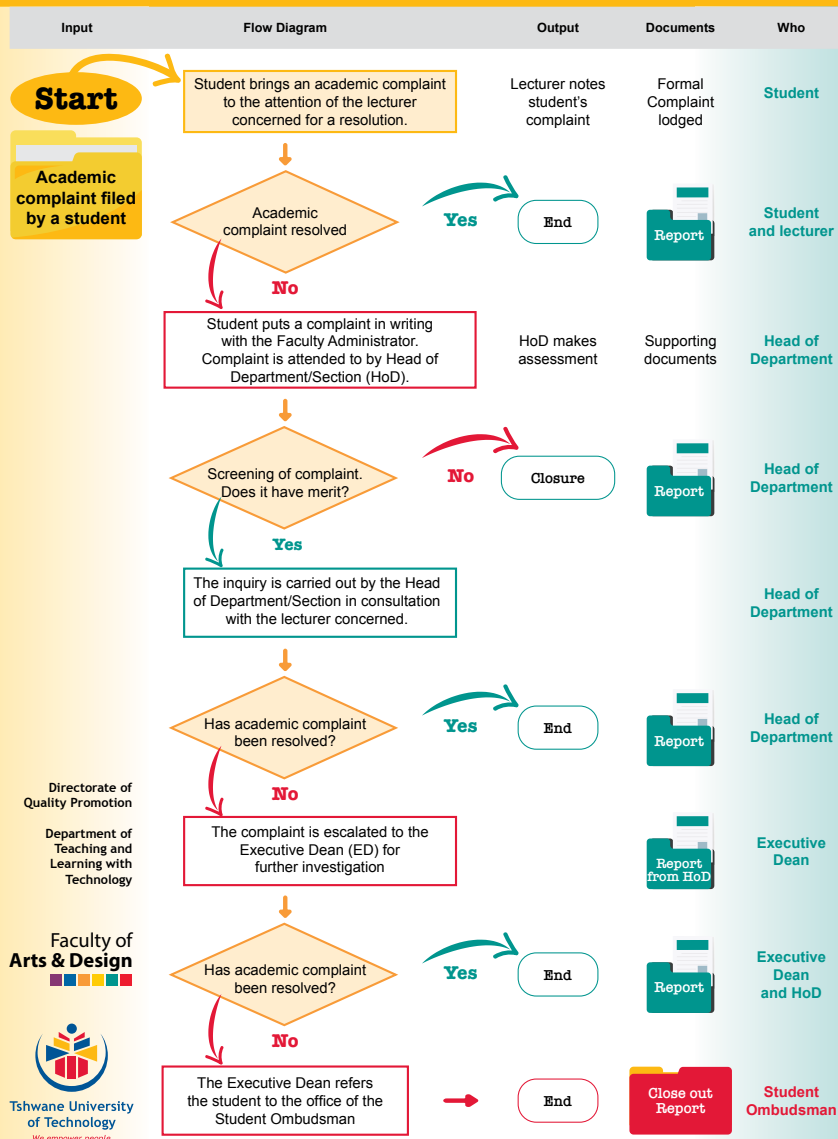 Input
Flow Diagram
Output
Documents
Who
Start
Academic
complaint filed
by a student
Student brings an academic complaint
to the attention of the lecturer
concerned for a resolution.
Lecturer notes
student's
complaint
Formal
Complaint
lodged
Student
Academic
complaint resolved
Yes
End
Report
Student
and lecturer
No
Student puts a complaint in writing
with the Faculty Administrator.
Complaint is attended to by Head of
Department/Section (HoD).
HoD makes
assessment
Supporting
documents
Head of
Department
Screening of complaint.
Does it have merit?
No
Closure
Report
Head of
Department
Yes
The inquiry is carried out by the Head
of Department/Section in consultation
with the lecturer concerned.
Head of
Department
Has academic complaint
been resolved?
Yes
End
Report
Head of
Department
No
Directorate of
Quality Promotion
Department of
Teaching and
Learning with
Technology
The complaint is escalated to the
Executive Dean (ED) for
further investigation
Report
from HoD
Executive
Dean
Faculty of
Arts & Design
Has academic complaint
been resolved?
Yes
End
Report
Executive
Dean
and HoD
No
The Executive Dean refers
the student to the office of the
Student Ombudsman
End
Close out
Report
Student
Ombudsman
Tshwane University
of Technology
We empower people